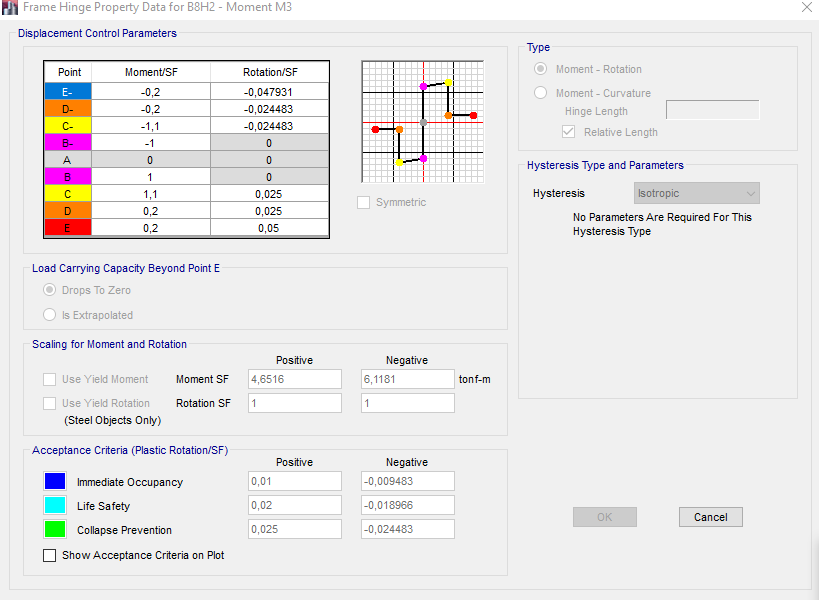 Frame Hinge Property Data for B8H2 - Moment M3
Displacement Control Parameters
Point Moment/SF Rotation/SF
E- -0,2 -0,047931
D- -0,2 -0,024483
C- -1,1 -0,024483
B- -1 0
A 0 0
B 1 0
C 1,1 0,025
D 0,2 0,025
E 0,2 0,05
Symmetric
Load Carrying Capacity Beyond Point E
Drops To Zero
Is Extrapolated
Scaling for Moment and Rotation
Positive Negative
Use Yield Moment Moment SF 4,6516 6,1181 tonf-m
Use Yield Rotation Rotation SF 1 1
(Steel Objects Only)
Acceptance Criteria (Plastic Rotation/SF)
Positive Negative
Immediate Occupancy 0,01 -0,009483
Life Safety 0,02 -0,018966
Collapse Prevention 0,025 -0,024483
Show Acceptance Criteria on Plot
Type
Moment - Rotation
Moment - Curvature
Hinge Length
Relative Length
Hysteresis Type and Parameters
Hysteresis Isotropic
No Parameters Are Required For This
Hysteresis Type
OK Cancel